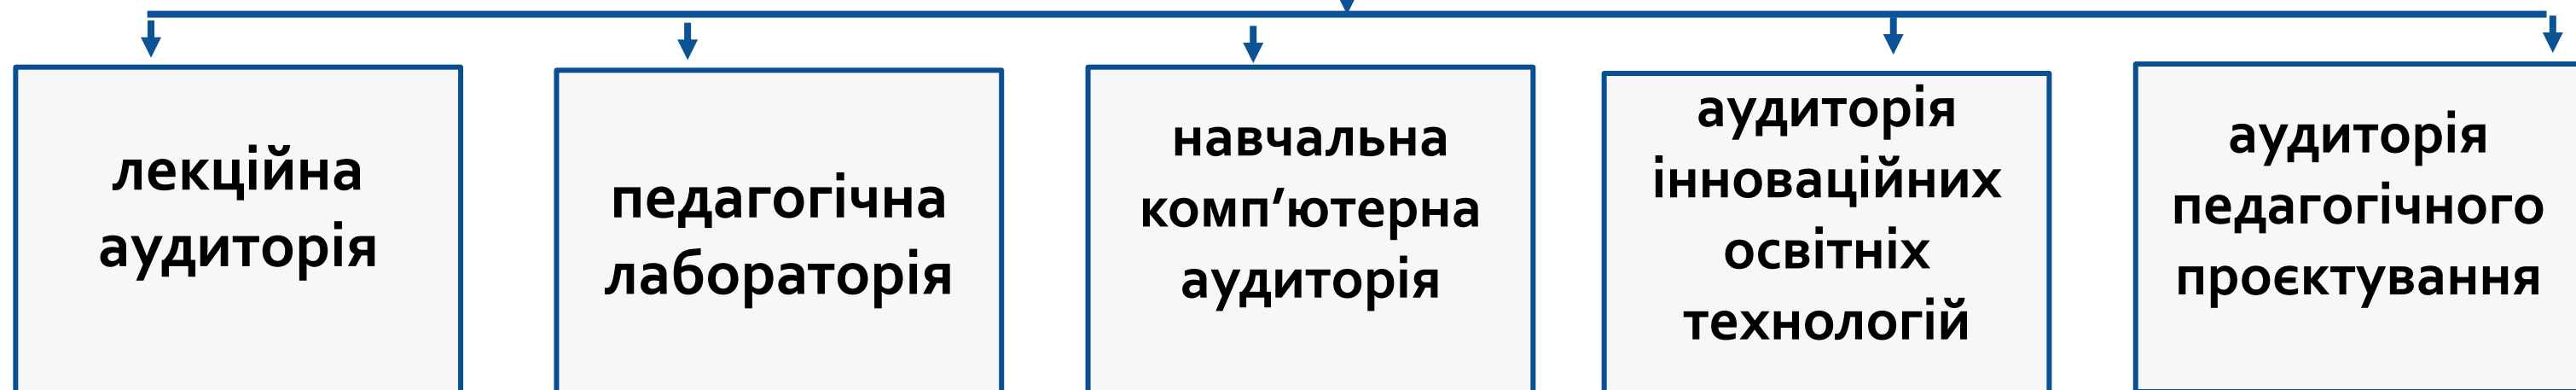 лекційна
аудиторія
педагогічна
лабораторія
навчальна
комп’ютерна
аудиторія
аудиторія
інноваційних
освітніх
технологій
аудиторія
педагогічного
проєктування